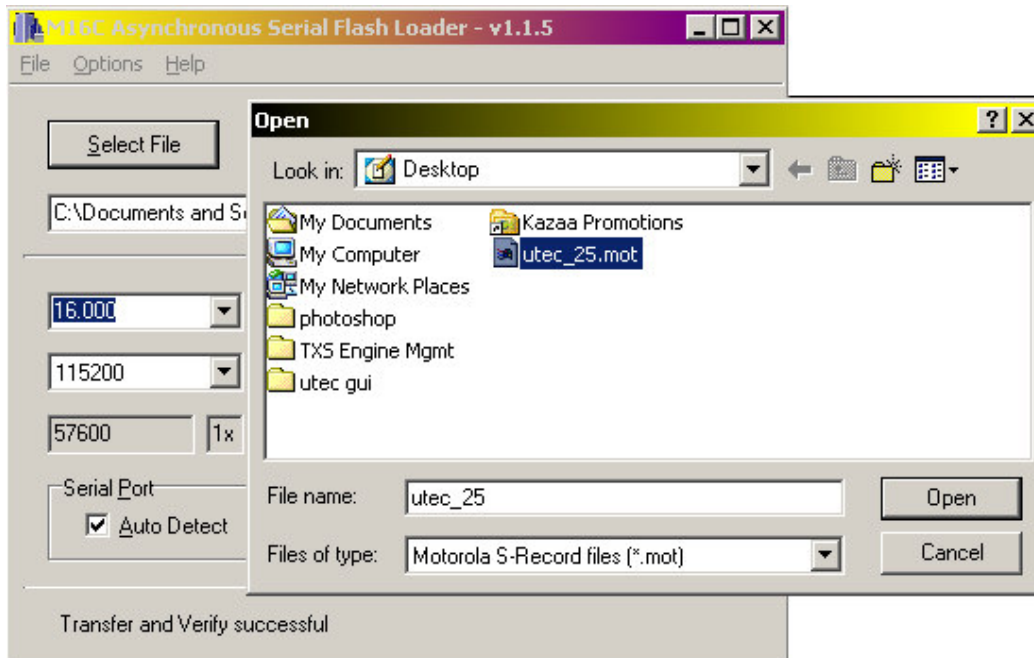 M16C Asynchronous Serial Flash Loader - v1.1.5
File Options Help
Select File
C:\Documents and S
16.000
115200
57600 1x
Serial Port
Auto Detect
Transfer and Verify successful
Open
Look in: Desktop
My Documents
My Computer
My Network Places
photoshop
TXS Engine Mgmt
utec gui
Kazaa Promotions
utec_25.mot
File name: utec_25
Open
Files of type: Motorola S-Record files (*.mot)
Cancel